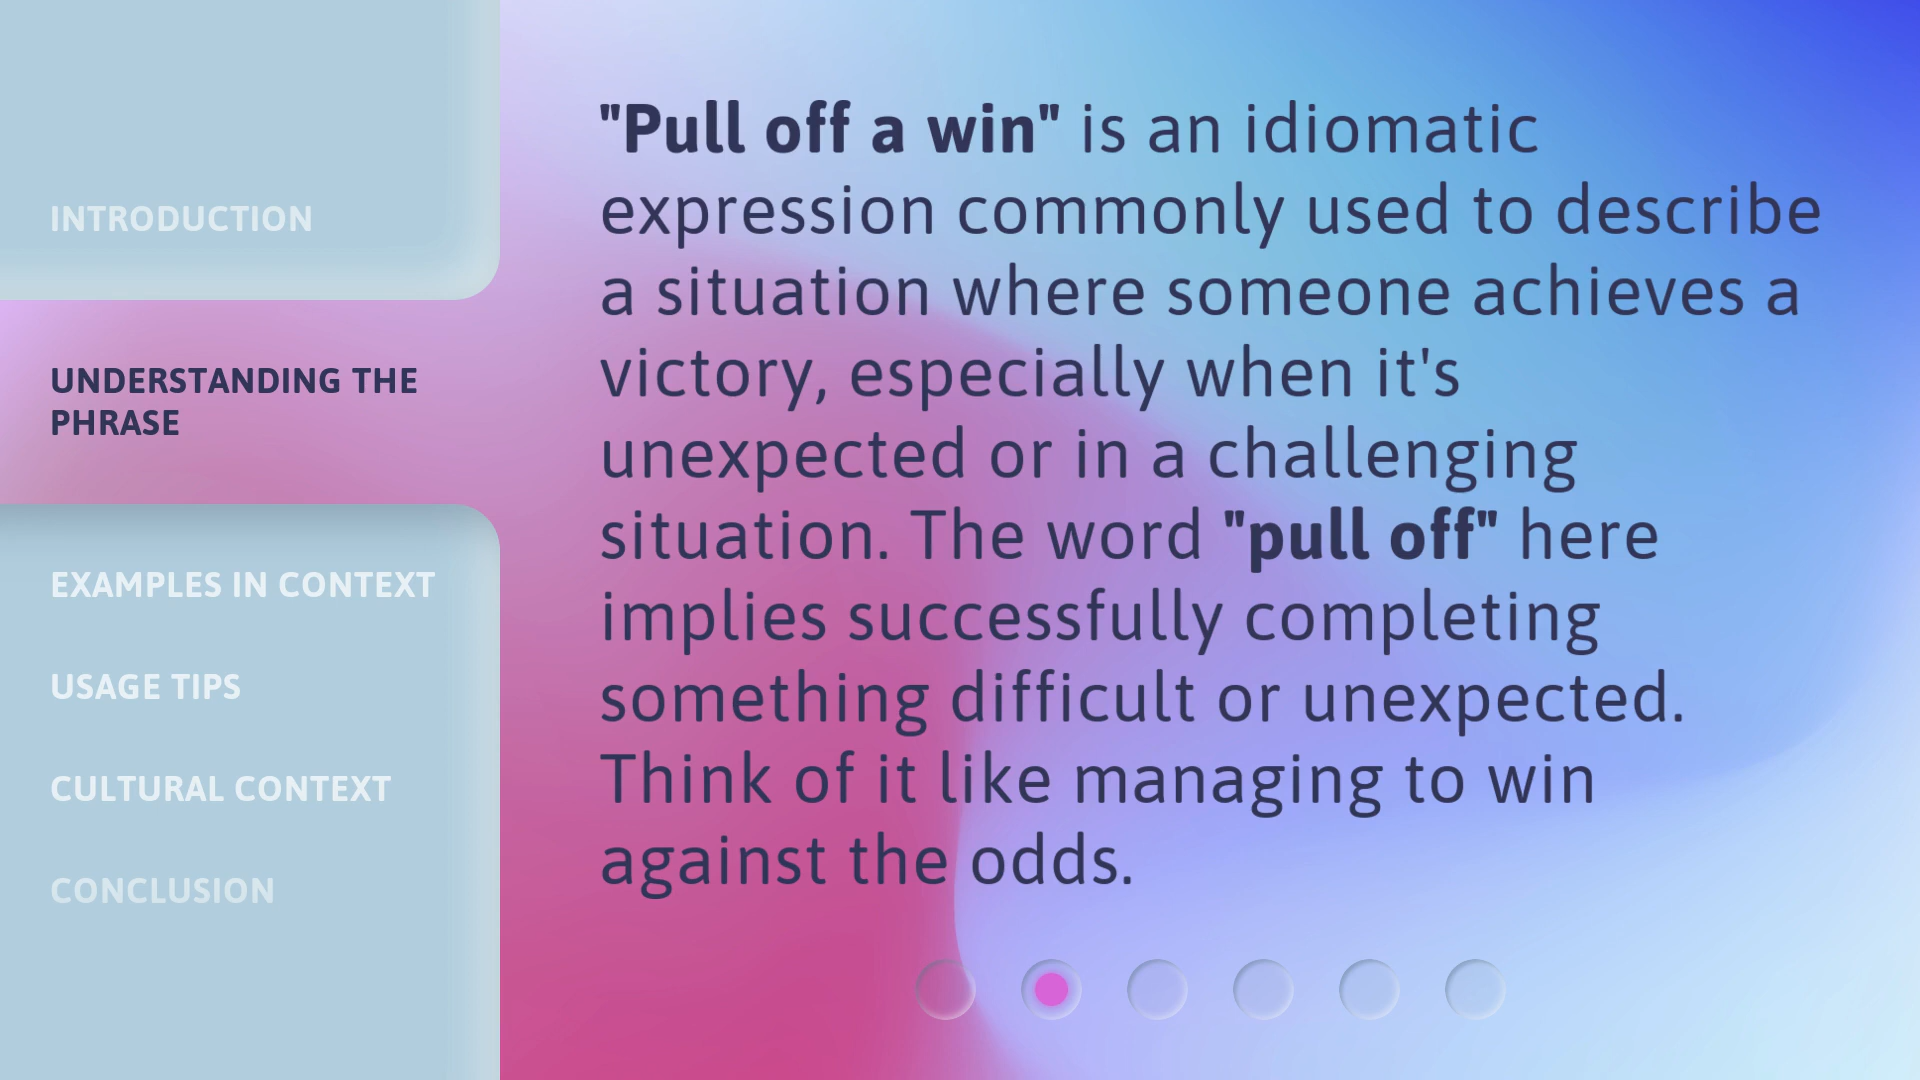 INTRODUCTION
UNDERSTANDING THE
PHRASE
EXAMPLES IN CONTEXT
USAGE TIPS
CULTURAL CONTEXT
CONCLUSION
"Pull off a win" is an idiomatic
expression commonly used to describe
a situation where someone achieves a
victory, especially when it's
unexpected or in a challenging
situation. The word "pull off" here
implies successfully completing
something difficult or unexpected.
Think of it like managing to win
against the odds.